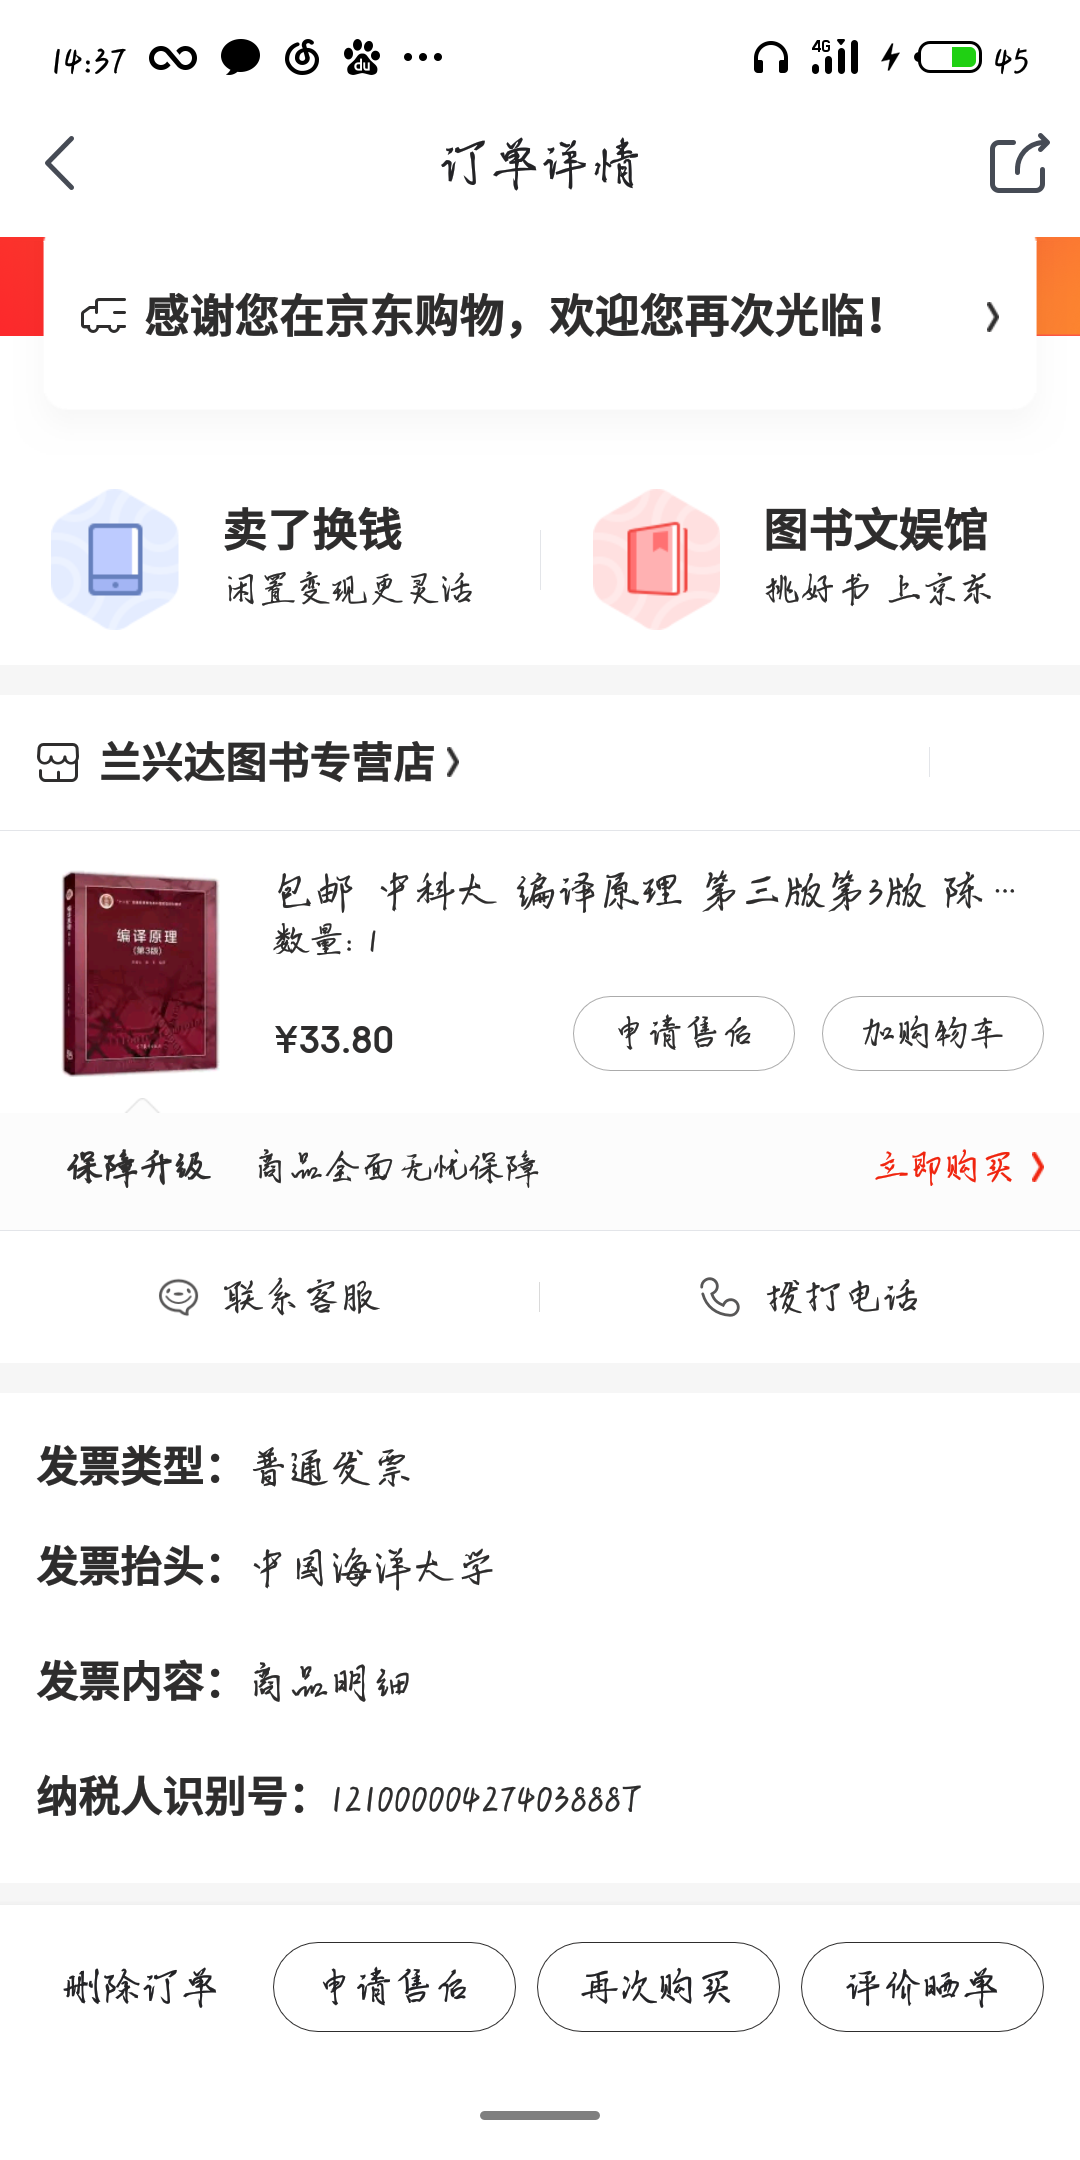 14:37
4G
45
du
订单详情
感谢您在京东购物，欢迎您再次光临！
卖了换钱
闲置变现更灵活
图书文娱馆
挑好书 上京东
兰兴达图书专营店
包邮 中科大 编译原理 第三版第3版 陈…
数量: 1
编译原理
(第3版)
¥33.80
申请售后
加购物车
保障升级 商品全面无忧保障
立即购买
联系客服
拨打电话
发票类型： 普通发票
发票抬头： 中国海洋大学
发票内容： 商品明细
纳税人识别号： 12100000427403888T
删除订单
申请售后
再次购买
评价晒单